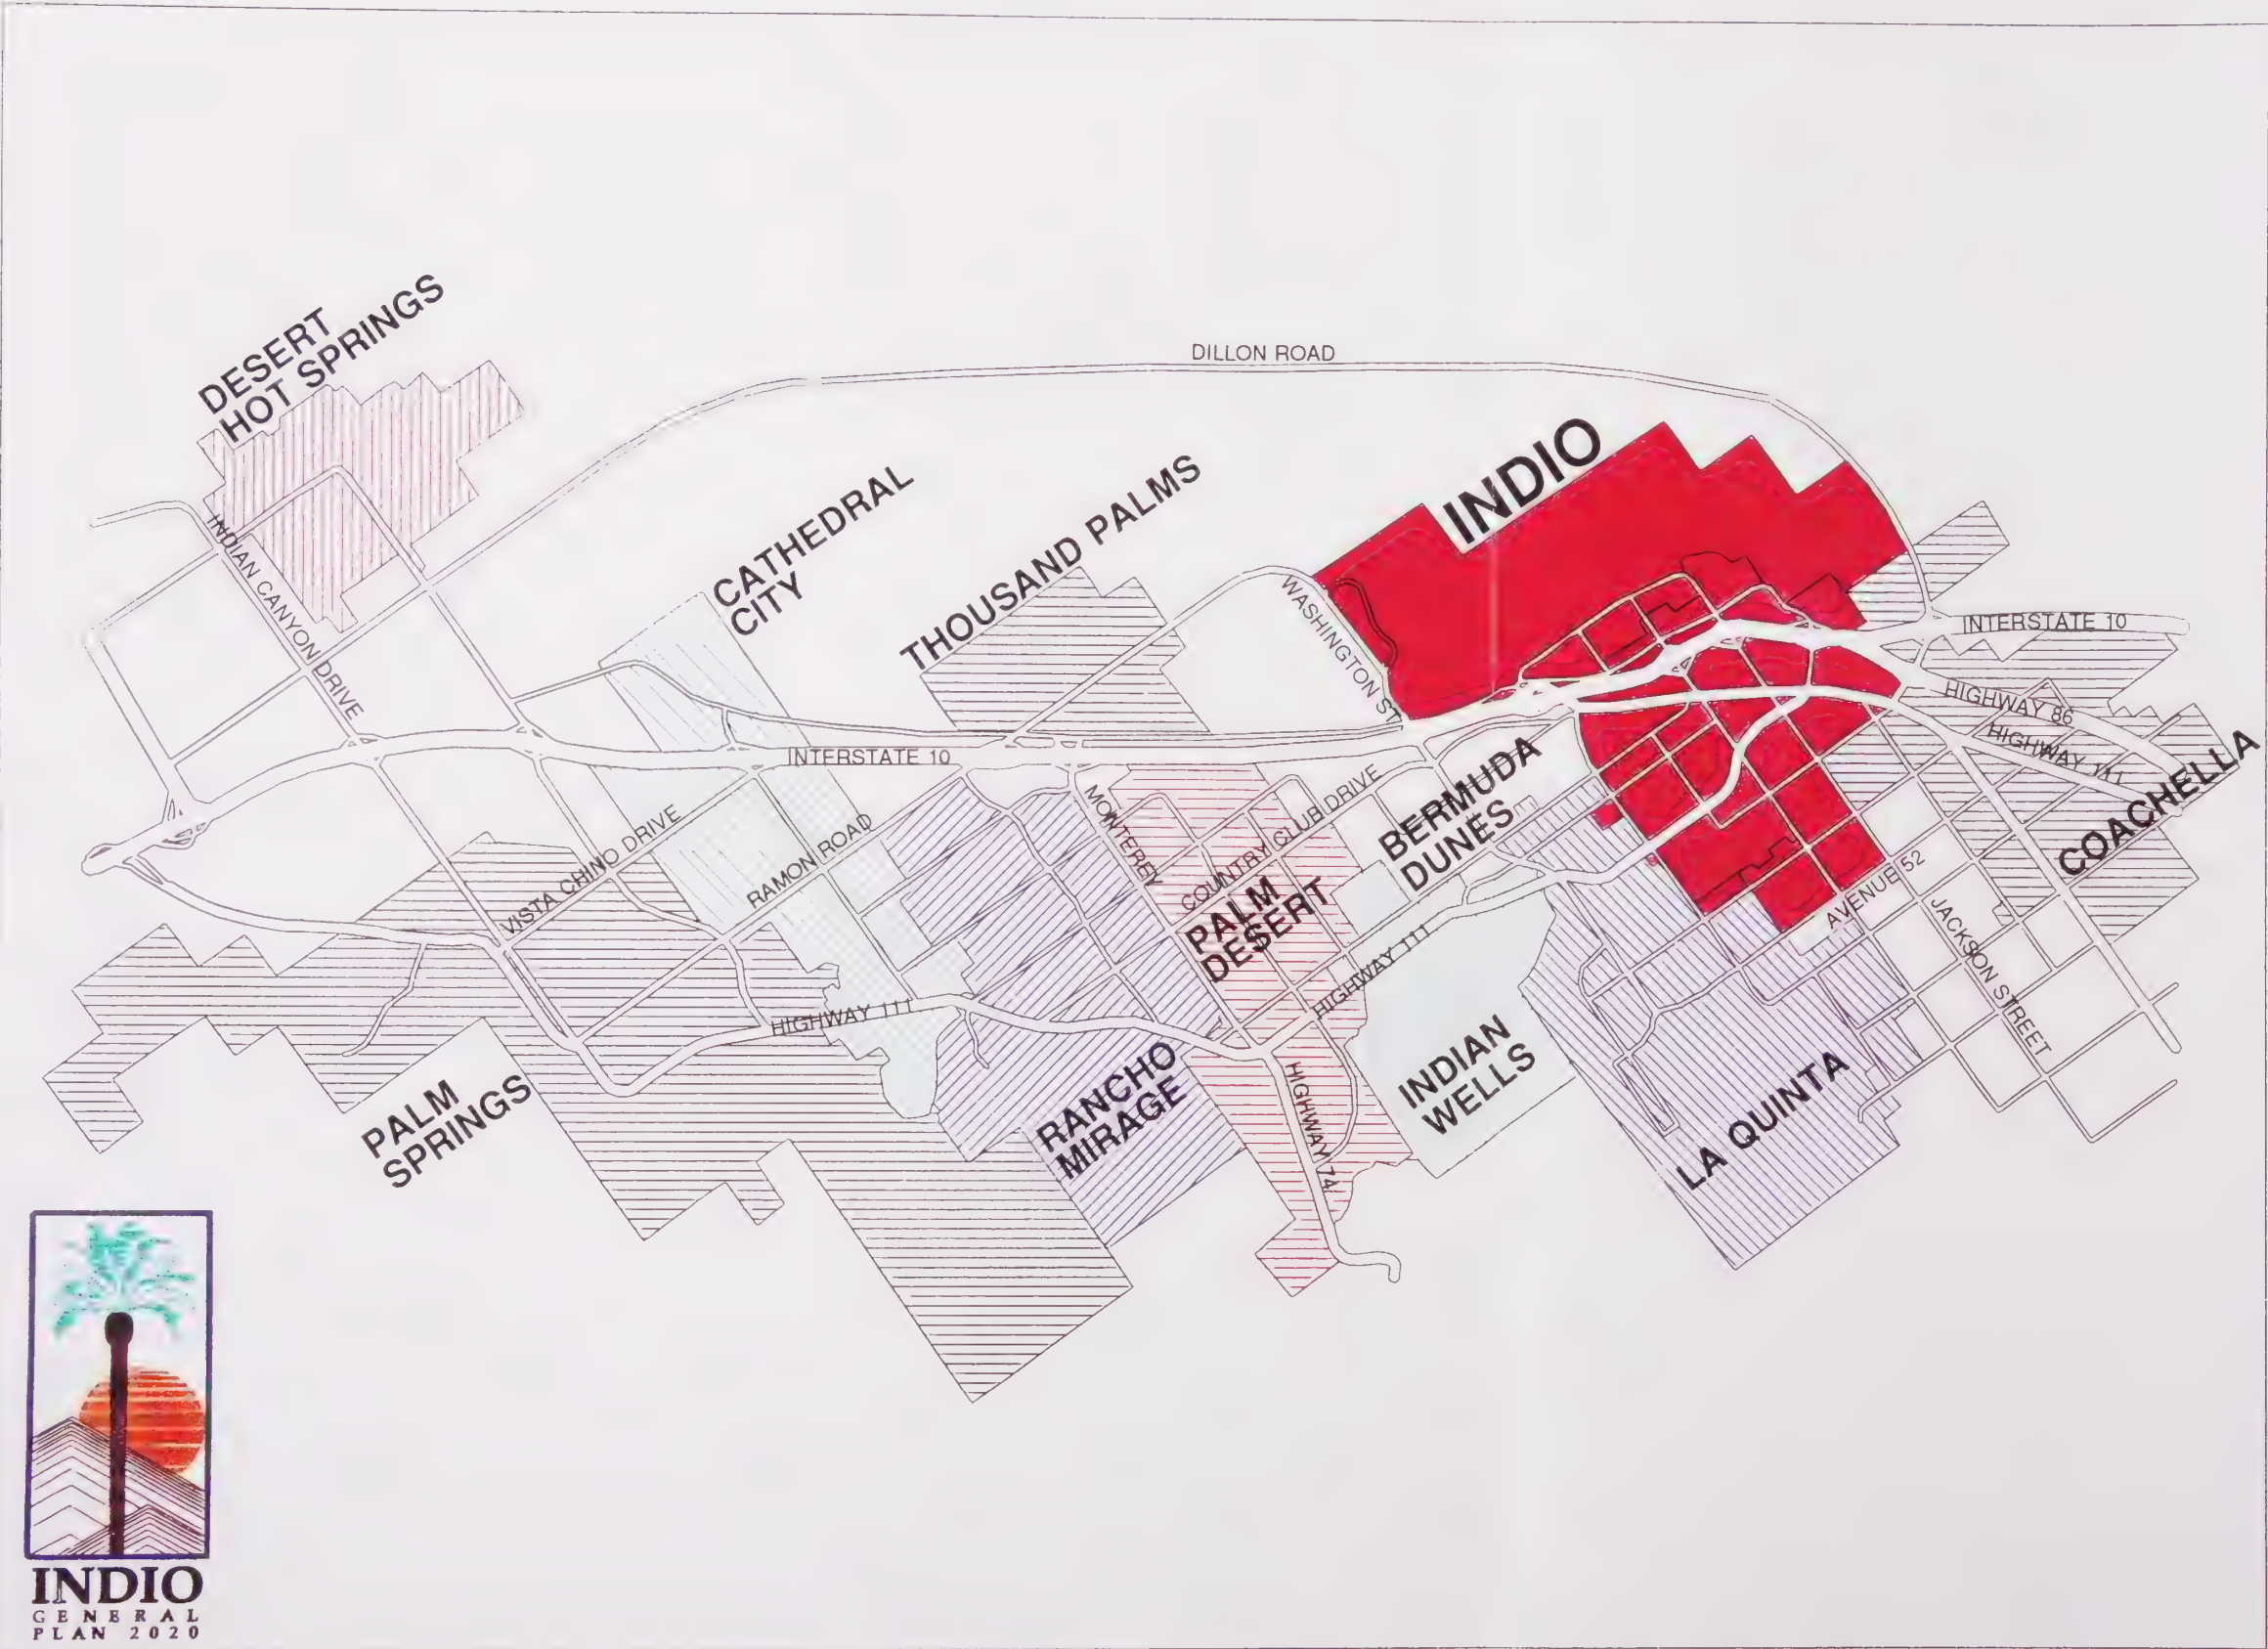 DESERT
HOT SPRINGS
DILLON ROAD
INDIO
CATHEDRAL
CITY
THOUSAND PALMS
INDIAN CANYON DRIVE
WASHINGTON ST.
INTERSTATE 10
INTERSTATE 10
HIGHWAY 86
HIGHWAY 111
COACHELLA
MONTEREY
COUNTRY CLUB DRIVE
BERMUDA
DUNES
VISTA CHINO DRIVE
RAMON ROAD
PALM
DESERT
AVENUE 52
JACKSON STREET
HIGHWAY 111
HIGHWAY 111
PALM
SPRINGS
RANCHO
MIRAGE
HIGHWAY 74
INDIAN
WELLS
LA QUINTA
INDIO
GENERAL
PLAN 2020